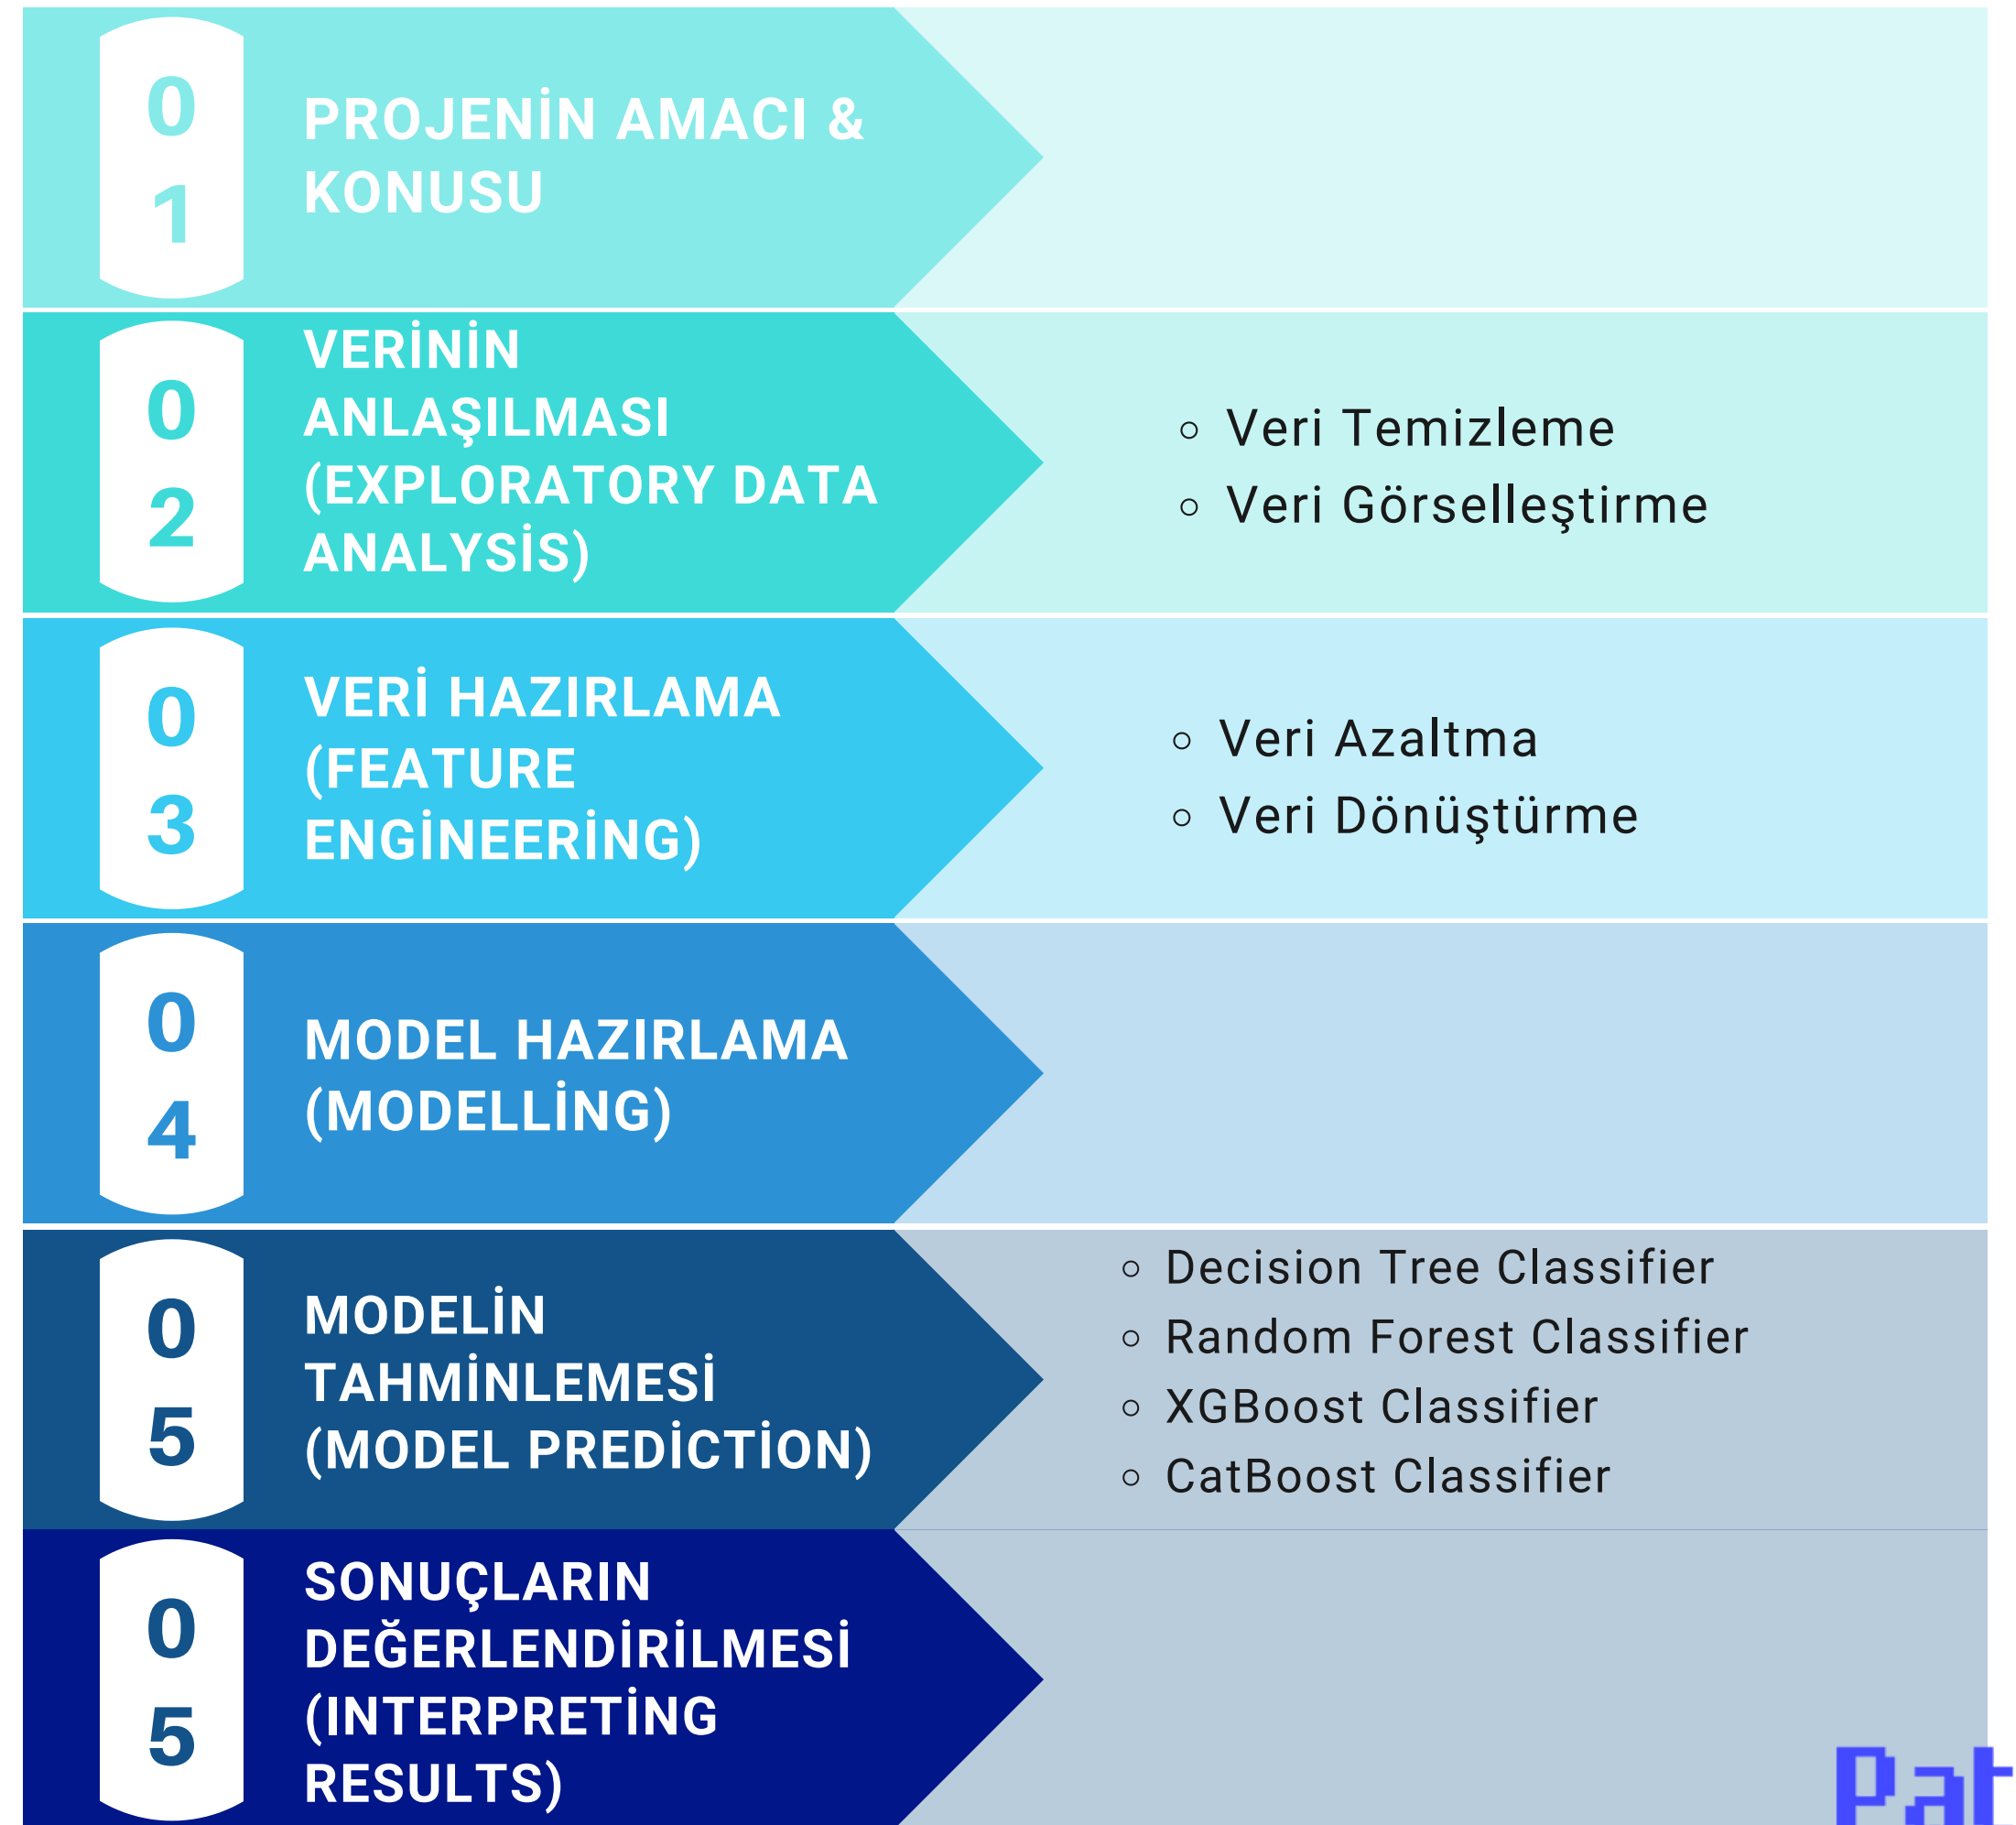 0
1
PROJENİN AMACI &
KONUSU
0
2
VERİNİN
ANLAŞILMASI
(EXPLORATORY DATA
ANALYSİS)
○ Veri Temizleme
○ Veri Görselleştirme
0
3
VERİ HAZIRLAMA
(FEATURE
ENGİNEERİNG)
○ Veri Azaltma
○ Veri Dönüştürme
0
4
MODEL HAZIRLAMA
(MODELLİNG)
0
5
MODELİN
TAHMİNLEMESİ
(MODEL PREDİCTİON)
○ Decision Tree Classifier
○ Random Forest Classifier
○ XGBoost Classifier
○ CatBoost Classifier
0
5
SONUÇLARIN
DEĞERLENDİRİLMESİ
(INTERPRETİNG
RESULTS)
Pat